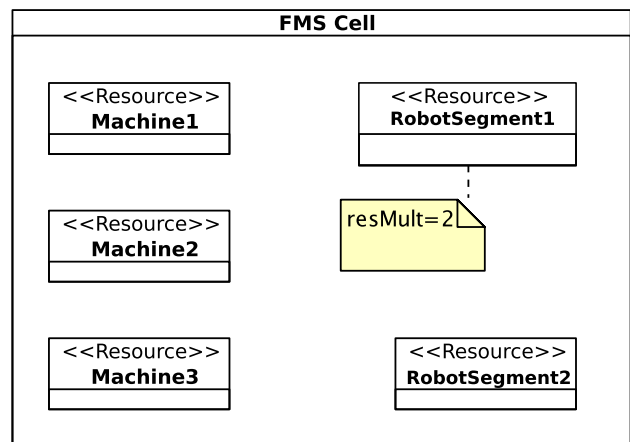 FMS Cell
<<Resource>>
Machine1
<<Resource>>
RobotSegment1
resMult=2
<<Resource>>
Machine2
<<Resource>>
Machine3
<<Resource>>
RobotSegment2